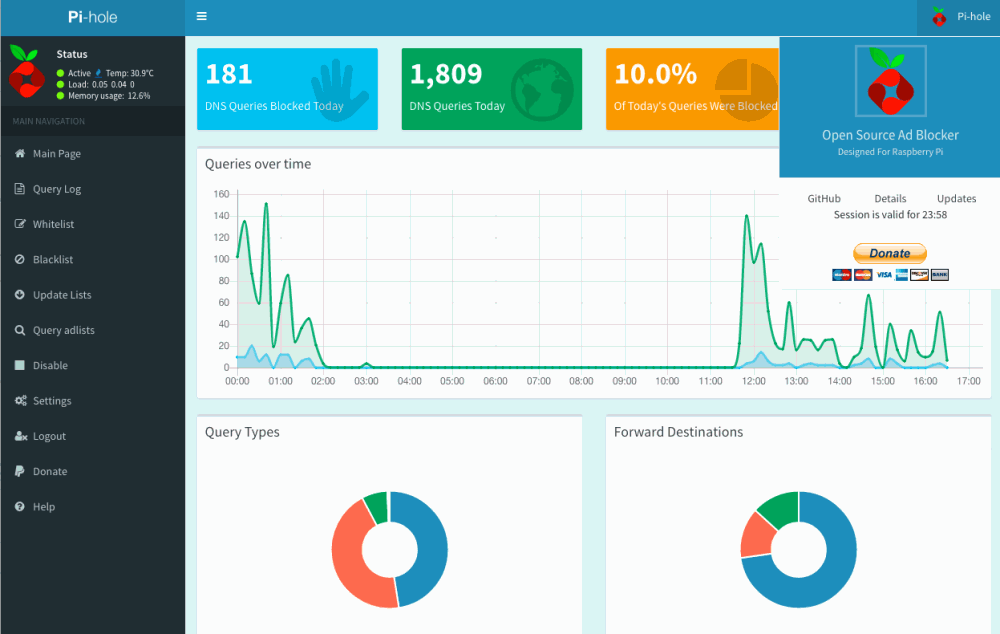 Pi-hole
Pi-hole
Status
Active Temp: 30.9°C
Load: 0.05 0.04 0
Memory usage: 12.6%
MAIN NAVIGATION
Main Page
Query Log
Whitelist
Blacklist
Update Lists
Query adlists
Disable
Settings
Logout
Donate
Help
181
DNS Queries Blocked Today
1,809
DNS Queries Today
10.0%
Of Today's Queries Were Blocked
Open Source Ad Blocker
Designed For Raspberry Pi
GitHub Details Updates
Session is valid for 23:58
Donate
VISA
BANK
Queries over time
160
140
120
100
80
60
40
20
0
00:00 01:00 02:00 03:00 04:00 05:00 06:00 07:00 08:00 09:00 10:00 11:00 12:00 13:00 14:00 15:00 16:00 17:00
Query Types
Forward Destinations